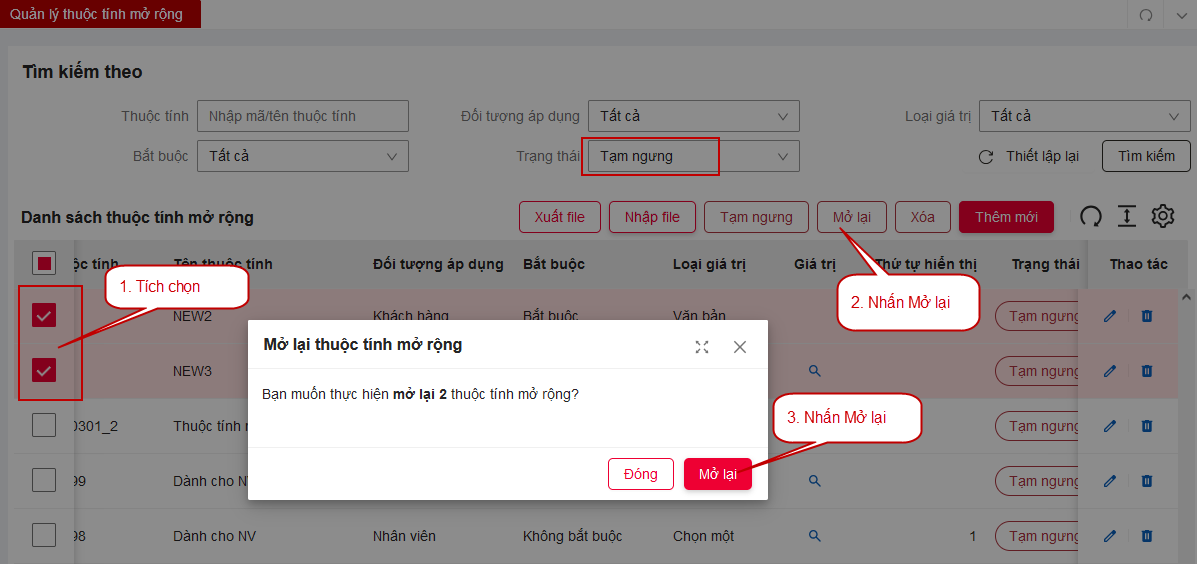 Quản lý thuộc tính mở rộng
Tìm kiếm theo
Thuộc tính Nhập mã/tên thuộc tính Đối tượng áp dụng Tất cả Loại giá trị Tất cả
Bắt buộc Tất cả Trạng thái Tạm ngưng Thiết lập lại Tìm kiếm
Danh sách thuộc tính mở rộng Xuất file Nhập file Tạm ngưng Mở lại Xóa Thêm mới
ộc tính Tên thuộc tính Đối tượng áp dụng Bắt buộc Loại giá trị Giá trị Thứ tự hiển thị Trạng thái Thao tác
1. Tích chọn
2. Nhấn Mở lại
NEW2 Khách hàng Bắt buộc Văn bản Tạm ngưng
Mở lại thuộc tính mở rộng
NEW3 Tạm ngưng
Bạn muốn thực hiện mở lại 2 thuộc tính mở rộng?
3. Nhấn Mở lại
0301_2 Thuộc tính Tạm ngưng
Đóng Mở lại
99 Dành cho NV Tạm ngưng
98 Dành cho NV Nhân viên Không bắt buộc Chọn một 1 Tạm ngưng